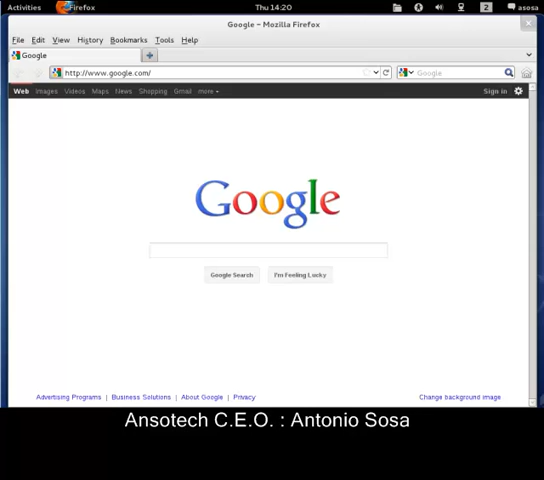 Activities Firefox Thu 14:20 2 asosa
Google - Mozilla Firefox
File Edit View History Bookmarks Tools Help
Google
http://www.google.com/ Google
Web Images Videos Maps News Shopping Gmail more Sign in
Google
Google Search I'm Feeling Lucky
Advertising Programs Business Solutions About Google Privacy Change background image
Ansotech C.E.O. : Antonio Sosa